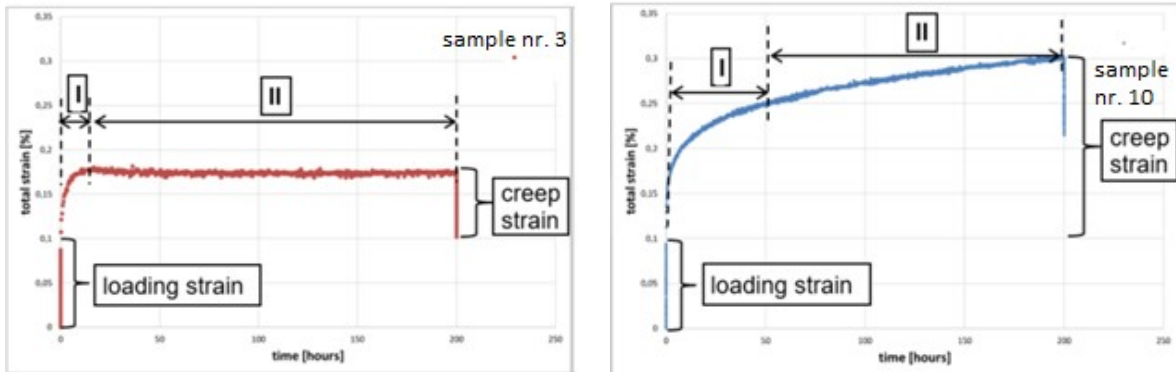 0,35
0,3
0,25
0,2
0,15
0,1
0,05
0
total strain [%]
sample nr. 3
I
II
creep
strain
loading strain
0
50
100
150
200
250
time [hours]
0,35
0,3
0,25
0,2
0,15
0,1
0,05
0
total strain [%]
I
II
sample
nr. 10
creep
strain
loading strain
0
50
100
150
200
250
time [hours]